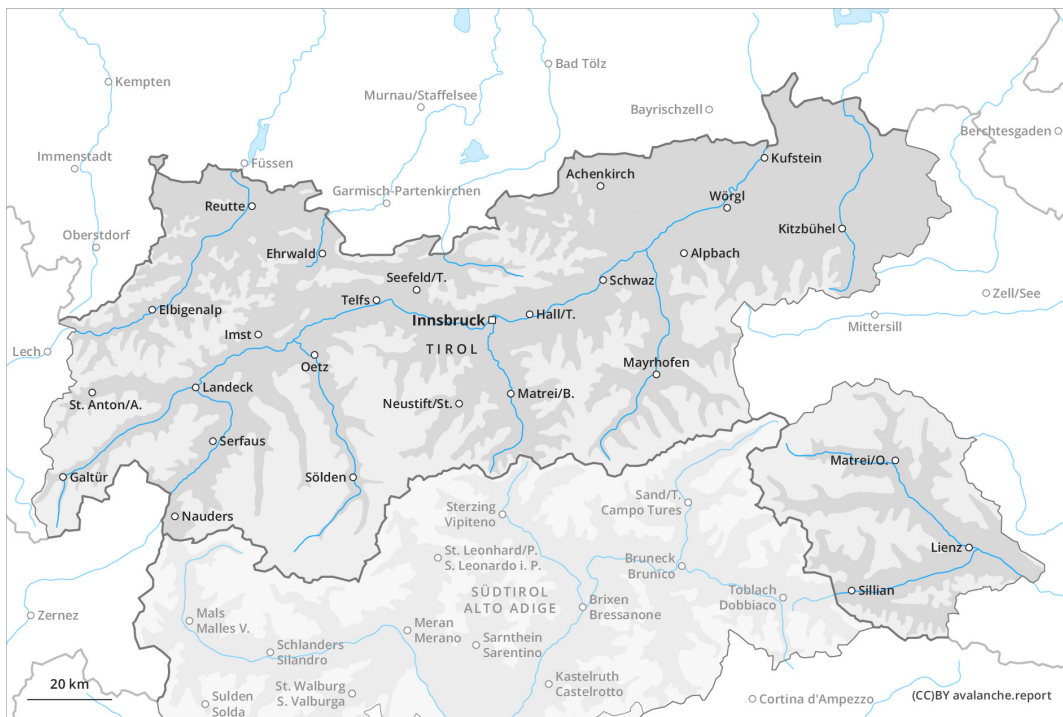 Kempten
Bad Tölz
Murnau/Staffelsee
Bayrischzell
Berchtesgaden
Immenstadt
Füssen
Kufstein
Achenkirch
Garmisch-Partenkirchen
Reutte
Wörgl
Kitzbühel
Oberstdorf
Ehrwald
Alpbach
Seefeld/T.
Schwaz
Zell/See
Telfs
Elbigenalp
Innsbruck
Hall/T.
Mittersill
Imst
TIROL
Lech
Oetz
Mayrhofen
Landeck
St. Anton/A.
Neustift/St.
Matrei/B.
Serfaus
Matrei/O.
Galtür
Sölden
Sand/T.
Campo Tures
Sterzing
Vipiteno
Nauders
Lienz
St. Leonhard/P.
S. Leonardo i. P.
Bruneck
Brunico
SÜDTIROL
ALTO ADIGE
Toblach
Dobbiaco
Sillian
Brixen
Bressanone
Zernez
Mals
Malles V.
Meran
Merano
Sarnthein
Sarentino
Schlanders
Silandro
Kastelruth
Castelrotto
20 km
St. Walburg
S. Valburga
Sulden
Solda
Cortina d'Ampezzo
(CC)BY avalanche.report